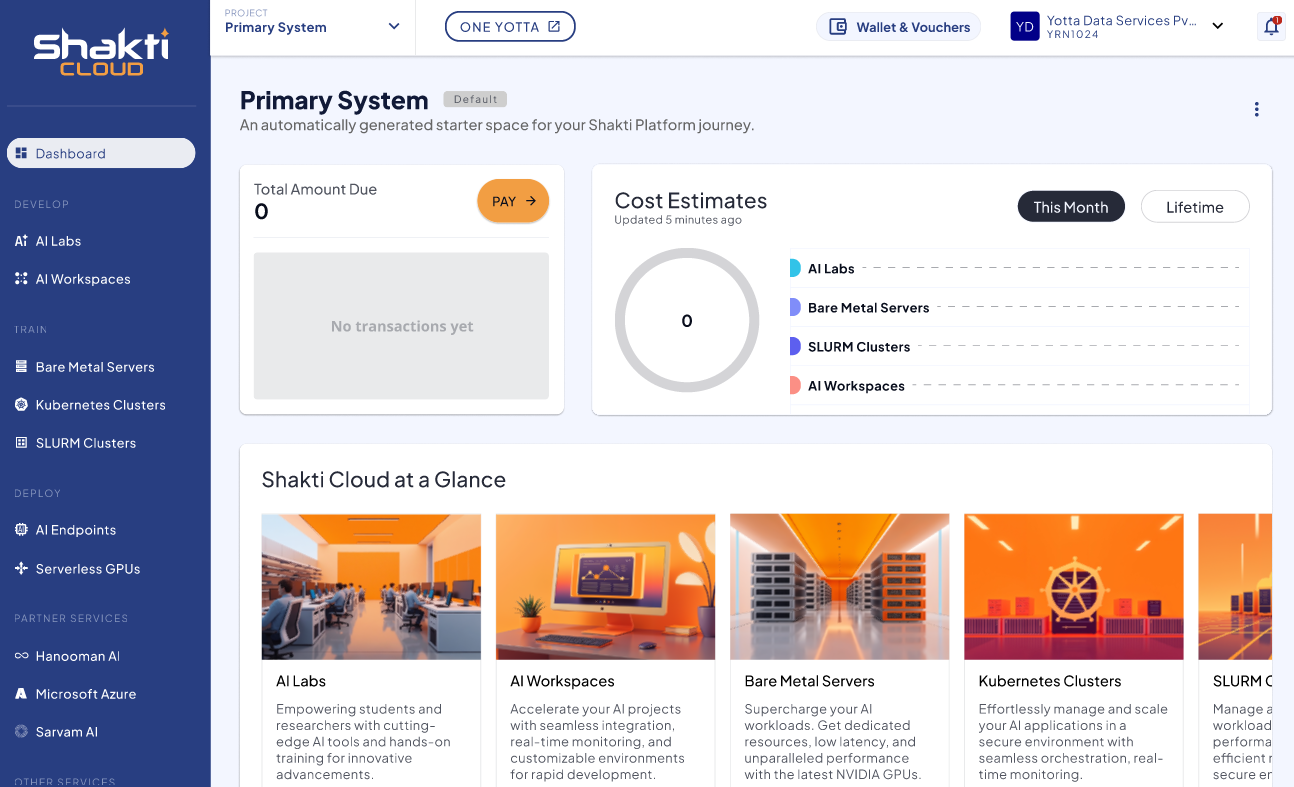 Shakti
CLOUD
PROJECT
Primary System
ONE YOTTA
Wallet & Vouchers
YD
Yotta Data Services Pv...
YRN1024
1
Dashboard
DEVELOP
AI Labs
AI Workspaces
TRAIN
Bare Metal Servers
Kubernetes Clusters
SLURM Clusters
DEPLOY
AI Endpoints
Serverless GPUs
PARTNER SERVICES
Hanooman AI
Microsoft Azure
Sarvam AI
OTHER SERVICES
Primary System
Default
An automatically generated starter space for your Shakti Platform journey.
Total Amount Due
0
PAY
No transactions yet
Cost Estimates
Updated 5 minutes ago
This Month
Lifetime
0
AI Labs
Bare Metal Servers
SLURM Clusters
AI Workspaces
Shakti Cloud at a Glance
AI Labs
Empowering students and
researchers with cutting-
edge AI tools and hands-on
training for innovative
advancements.
AI Workspaces
Accelerate your AI projects
with seamless integration,
real-time monitoring, and
customizable environments
for rapid development.
Bare Metal Servers
Supercharge your AI
workloads. Get dedicated
resources, low latency, and
unparalleled performance
with the latest NVIDIA GPUs.
Kubernetes Clusters
Effortlessly manage and scale
your AI applications in a
secure environment with
seamless orchestration, real-
time monitoring.
SLURM C
Manage a
workload
performa
efficient r
secure en